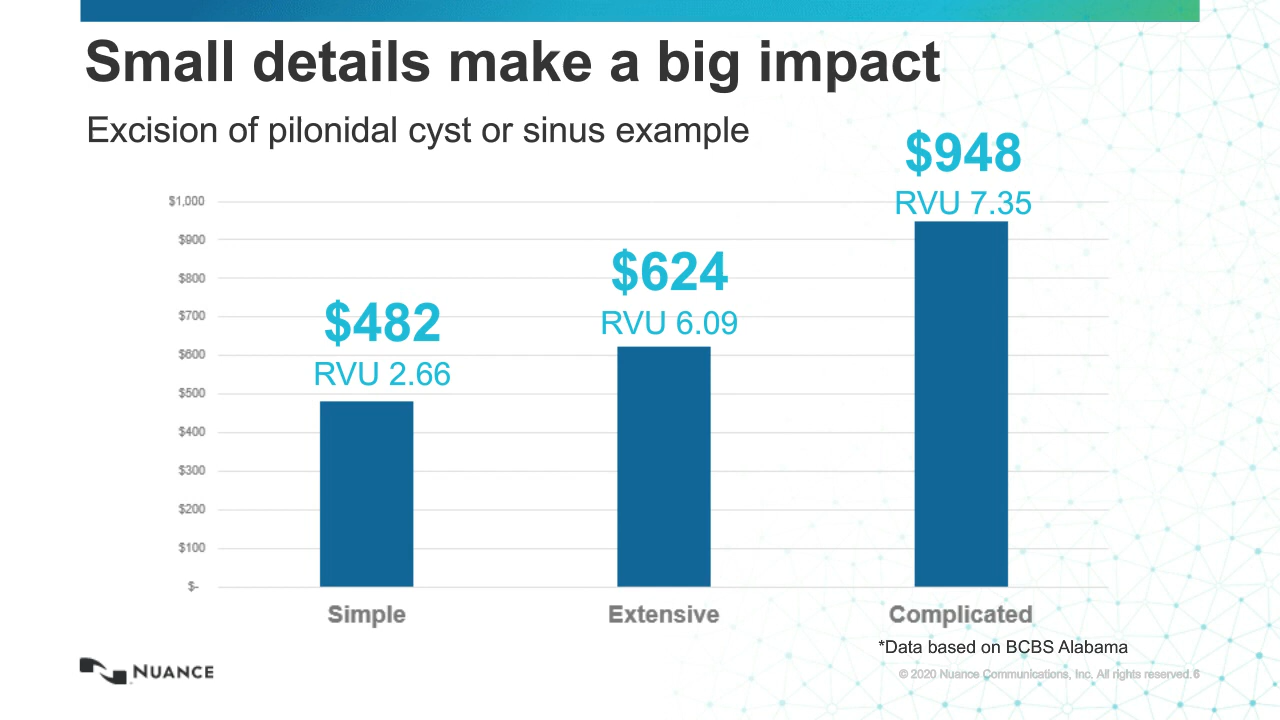 Small details make a big impact
Excision of pilonidal cyst or sinus example
$948
RVU 7.35
$624
RVU 6.09
$482
RVU 2.66
$1,000
$900
$800
$700
$600
$500
$400
$300
$200
$100
$-
Simple
Extensive
Complicated
*Data based on BCBS Alabama
NUANCE
© 2020 Nuance Communications, Inc. All rights reserved. 6